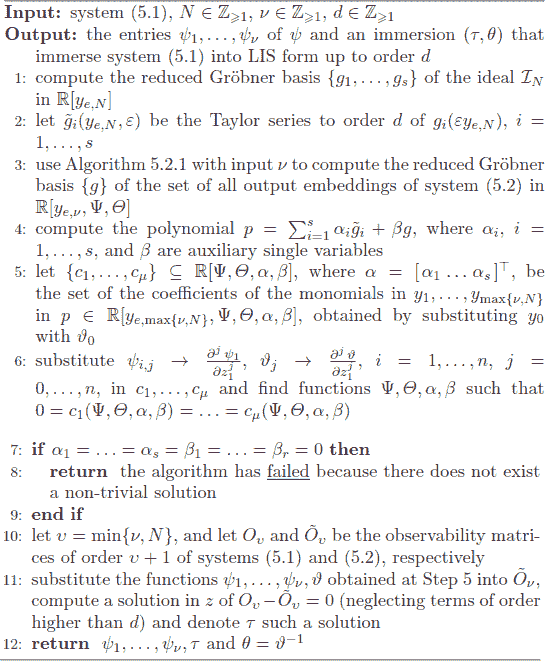 Input: system (5.1), N ∈ ℤ⩾1, ν ∈ ℤ⩾1, d ∈ ℤ⩾1
Output: the entries ψ1, . . . , ψν of ψ and an immersion (τ, θ) that
immerse system (5.1) into LIS form up to order d
1: compute the reduced Gröbner basis {g1, . . . , gs} of the ideal 𝓘N
in ℝ[ye,N]
2: let g̃i(ye,N, ε) be the Taylor series to order d of gi(εye,N), i =
1, . . . , s
3: use Algorithm 5.2.1 with input ν to compute the reduced Gröbner
basis {g} of the set of all output embeddings of system (5.2) in
ℝ[ye,ν, Ψ, Θ]
4: compute the polynomial p = ∑ˢi=1 αi g̃i + βg, where αi, i =
1, . . . , s, and β are auxiliary single variables
5: let {c1, . . . , cμ} ⊆ ℝ[Ψ, Θ, α, β], where α = [α1 . . . αs]⊤, be
the set of the coefficients of the monomials in y1, . . . , ymax{ν,N}
in p ∈ ℝ[ye,max{ν,N}, Ψ, Θ, α, β], obtained by substituting y0
with ϑ0
6: substitute ψi,j → ∂ʲψ1/∂z1ʲ, ϑj → ∂ʲϑ/∂z1ʲ, i = 1, . . . , n, j =
0, . . . , n, in c1, . . . , cμ and find functions Ψ, Θ, α, β such that
0 = c1(Ψ, Θ, α, β) = . . . = cμ(Ψ, Θ, α, β)
7: if α1 = . . . = αs = β1 = . . . = βr = 0 then
8: return the algorithm has failed because there does not exist
a non-trivial solution
9: end if
10: let υ = min{ν, N}, and let Oυ and Õυ be the observability matri-
ces of order υ + 1 of systems (5.1) and (5.2), respectively
11: substitute the functions ψ1, . . . , ψν, ϑ obtained at Step 5 into Õν,
compute a solution in z of Oυ−Õυ = 0 (neglecting terms of order
higher than d) and denote τ such a solution
12: return ψ1, . . . , ψν, τ and θ = ϑ⁻¹